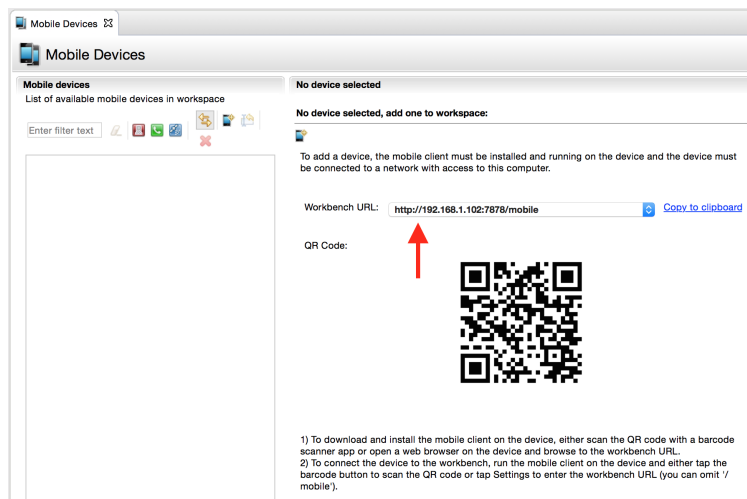 Mobile Devices
Mobile Devices
Mobile devices
List of available mobile devices in workspace
Enter filter text
No device selected
No device selected, add one to workspace:
To add a device, the mobile client must be installed and running on the device and the device must
be connected to a network with access to this computer.
Workbench URL:
http://192.168.1.102:7878/mobile
Copy to clipboard
QR Code:
1) To download and install the mobile client on the device, either scan the QR code with a barcode
scanner app or open a web browser on the device and browse to the workbench URL.
2) To connect the device to the workbench, run the mobile client on the device and either tap the
barcode button to scan the QR code or tap Settings to enter the workbench URL (you can omit '/
mobile').